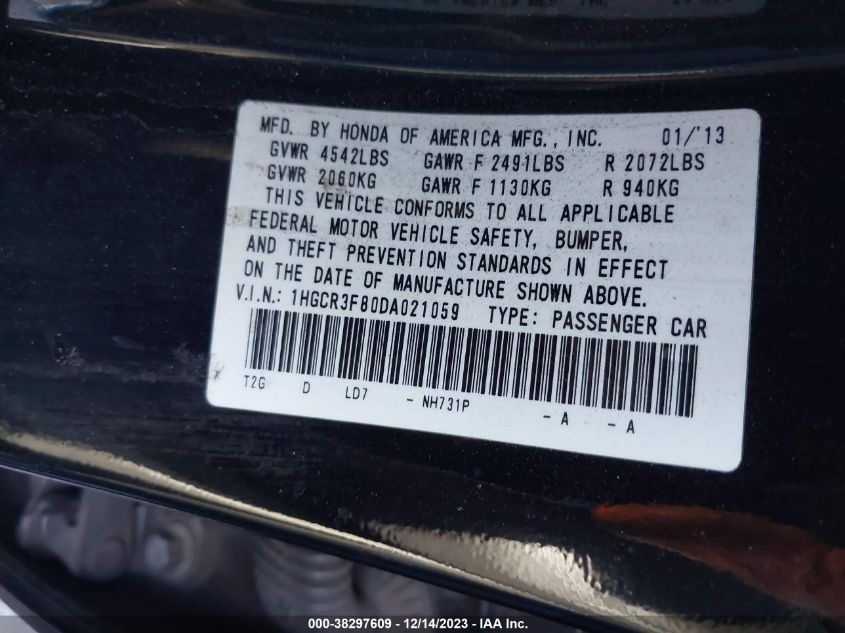 MFD. BY HONDA OF AMERICA MFG., INC. 01/'13
GVWR 4542LBS GAWR F 2491LBS R 2072LBS
GVWR 2060KG GAWR F 1130KG R 940KG
THIS VEHICLE CONFORMS TO ALL APPLICABLE
FEDERAL MOTOR VEHICLE SAFETY, BUMPER,
AND THEFT PREVENTION STANDARDS IN EFFECT
ON THE DATE OF MANUFACTURE SHOWN ABOVE.
V.I.N.: 1HGCR3F80DA021059 TYPE: PASSENGER CAR
T2G D LD7 - NH731P - A - A
000-38297609 - 12/14/2023 - IAA Inc.